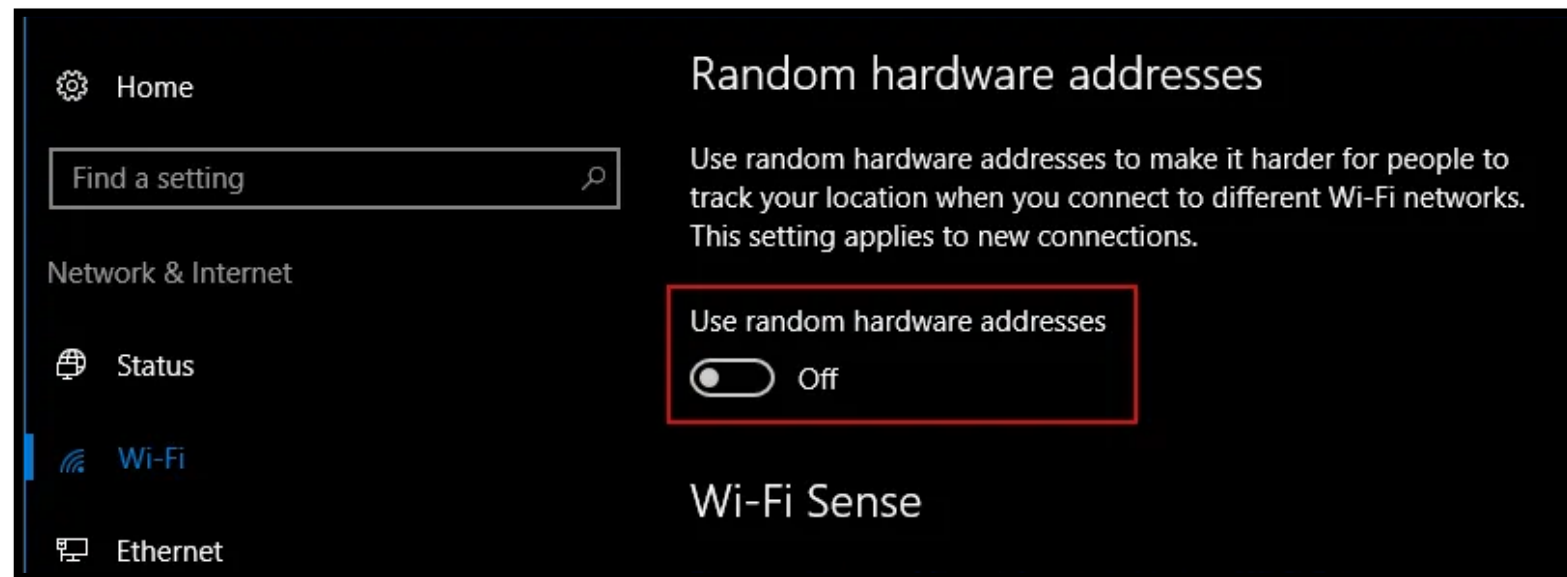 Home
Find a setting
Network & Internet
Status
Wi-Fi
Ethernet
Random hardware addresses
Use random hardware addresses to make it harder for people to
track your location when you connect to different Wi-Fi networks.
This setting applies to new connections.
Use random hardware addresses
Off
Wi-Fi Sense